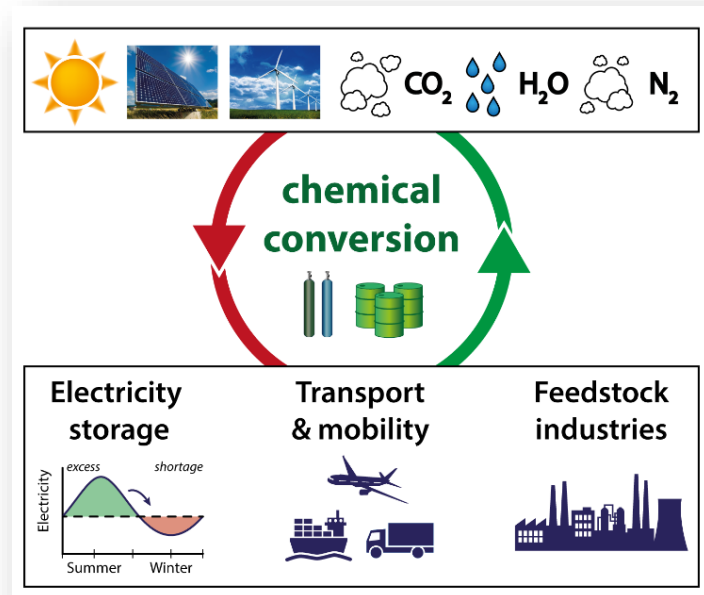 CO₂ H₂O N₂
chemical
conversion
Electricity
storage
Transport
& mobility
Feedstock
industries
excess shortage
Electricity
Summer Winter